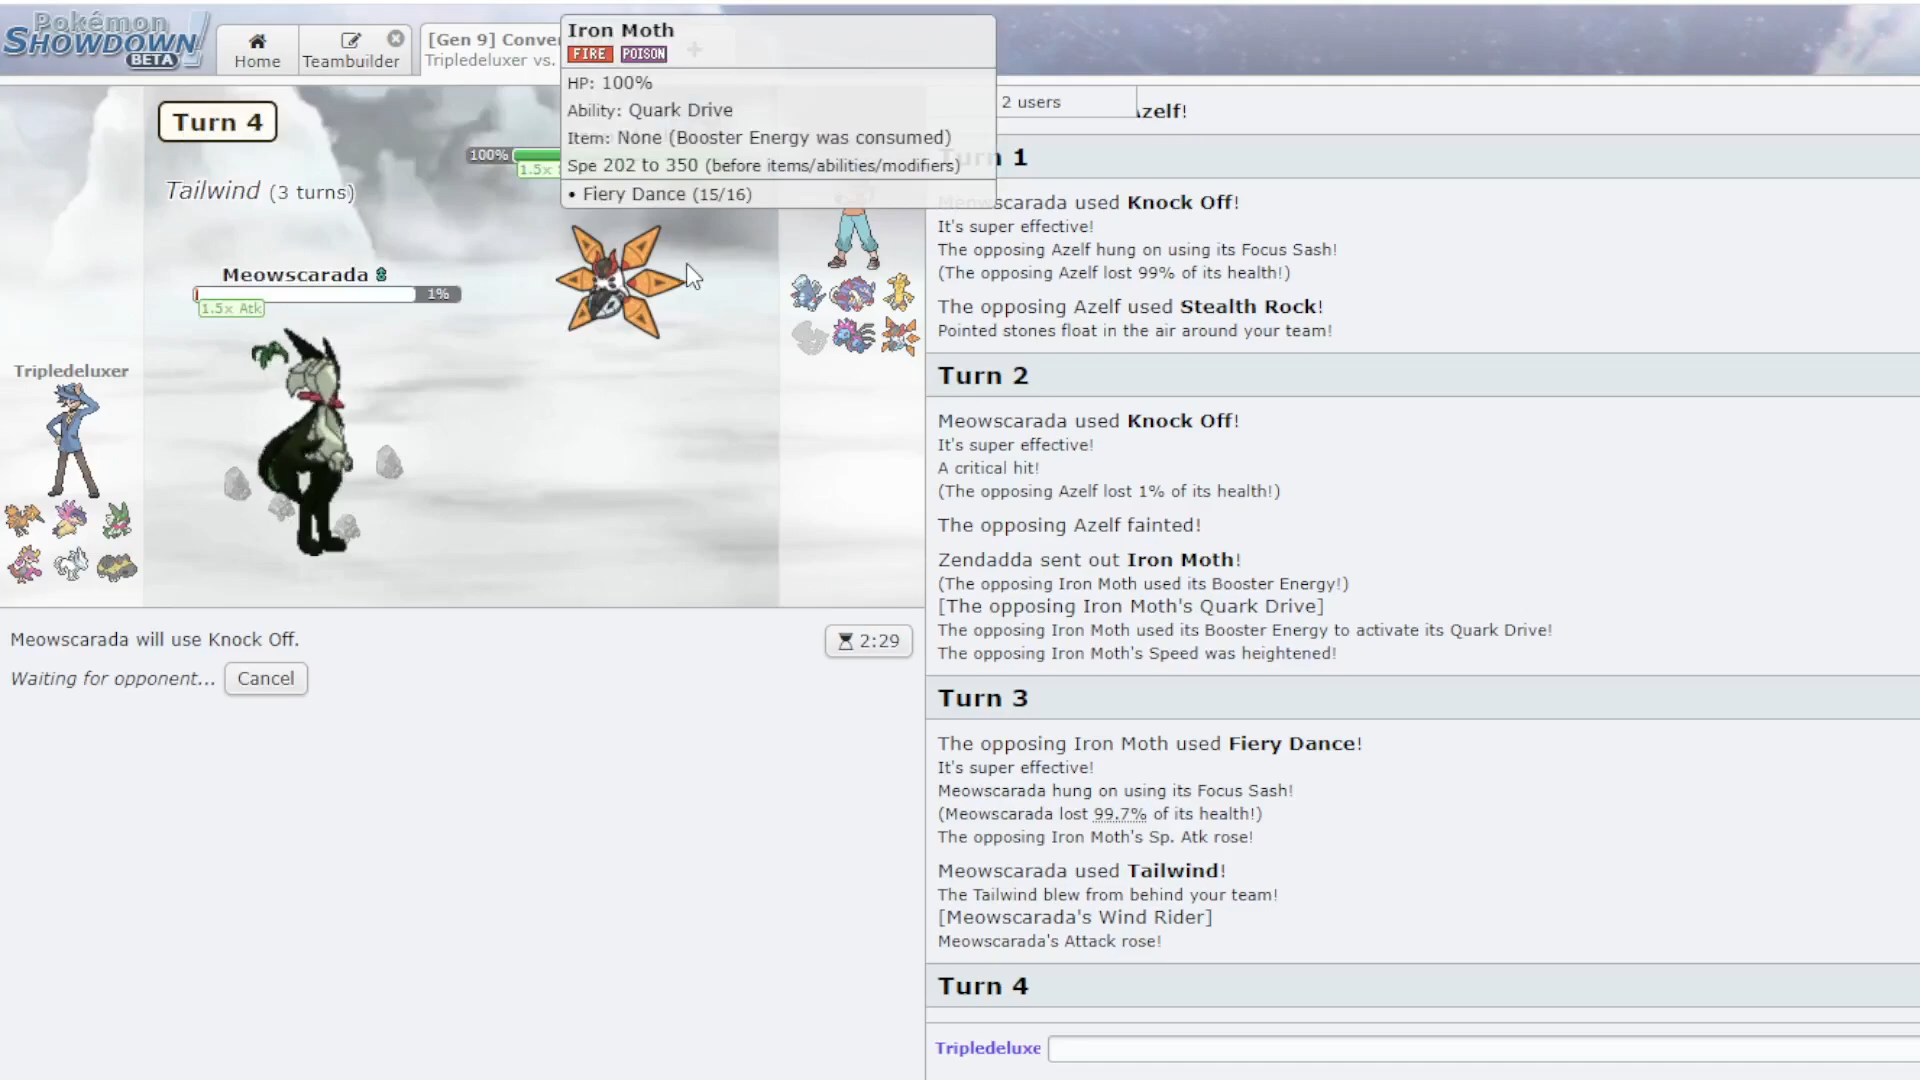 Pokémon
SHOWDOWN
BETA
Home
Teambuilder
[Gen 9] Conve
Tripledeluxer vs.
Iron Moth
FIRE POISON
HP: 100%
Ability: Quark Drive
Item: None (Booster Energy was consumed)
Spe 202 to 350 (before items/abilities/modifiers)
• Fiery Dance (15/16)
2 users
Turn 4
Tailwind (3 turns)
100%
1.5x
Meowscarada
1%
1.5x Atk
Tripledeluxer
Meowscarada will use Knock Off.
2:29
Waiting for opponent...
Cancel
zelf!
Turn 1
Meowscarada used Knock Off!
It's super effective!
The opposing Azelf hung on using its Focus Sash!
(The opposing Azelf lost 99% of its health!)
The opposing Azelf used Stealth Rock!
Pointed stones float in the air around your team!
Turn 2
Meowscarada used Knock Off!
It's super effective!
A critical hit!
(The opposing Azelf lost 1% of its health!)
The opposing Azelf fainted!
Zendadda sent out Iron Moth!
(The opposing Iron Moth used its Booster Energy!)
[The opposing Iron Moth's Quark Drive]
The opposing Iron Moth used its Booster Energy to activate its Quark Drive!
The opposing Iron Moth's Speed was heightened!
Turn 3
The opposing Iron Moth used Fiery Dance!
It's super effective!
Meowscarada hung on using its Focus Sash!
(Meowscarada lost 99.7% of its health!)
The opposing Iron Moth's Sp. Atk rose!
Meowscarada used Tailwind!
The Tailwind blew from behind your team!
[Meowscarada's Wind Rider]
Meowscarada's Attack rose!
Turn 4
Tripledeluxe